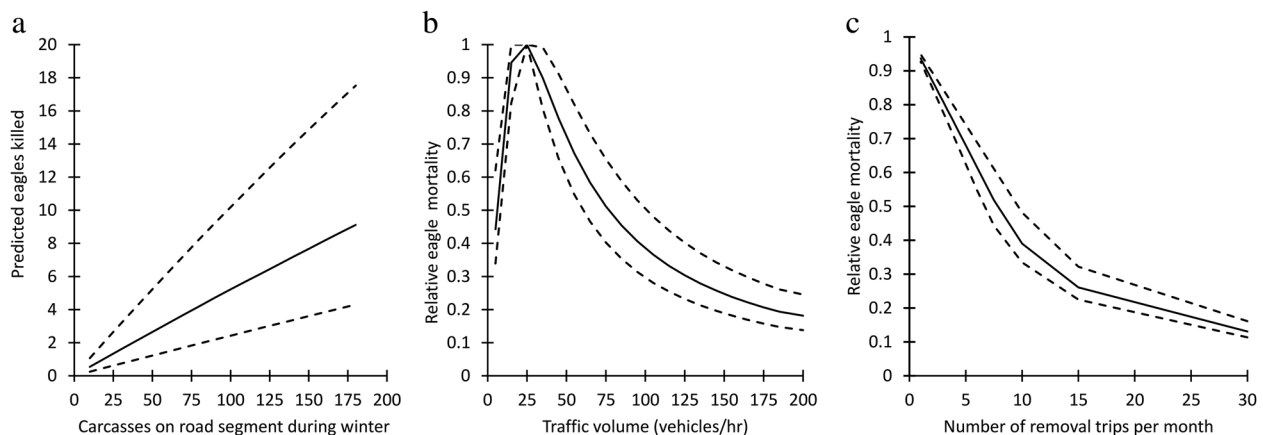 a
20
18
16
14
12
10
8
6
4
2
0
Predicted eagles killed
0 25 50 75 100 125 150 175 200
Carcasses on road segment during winter
b
1
0.9
0.8
0.7
0.6
0.5
0.4
0.3
0.2
0.1
0
Relative eagle mortality
0 25 50 75 100 125 150 175 200
Traffic volume (vehicles/hr)
c
1
0.9
0.8
0.7
0.6
0.5
0.4
0.3
0.2
0.1
0
Relative eagle mortality
0 5 10 15 20 25 30
Number of removal trips per month